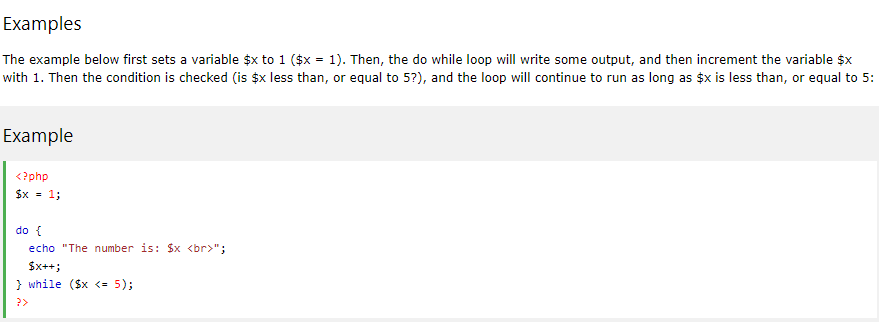 Examples
The example below first sets a variable $x to 1 ($x = 1). Then, the do while loop will write some output, and then increment the variable $x
with 1. Then the condition is checked (is $x less than, or equal to 5?), and the loop will continue to run as long as $x is less than, or equal to 5:
Example
<?php
$x = 1;
do {
  echo "The number is: $x <br>";
  $x++;
} while ($x <= 5);
?>